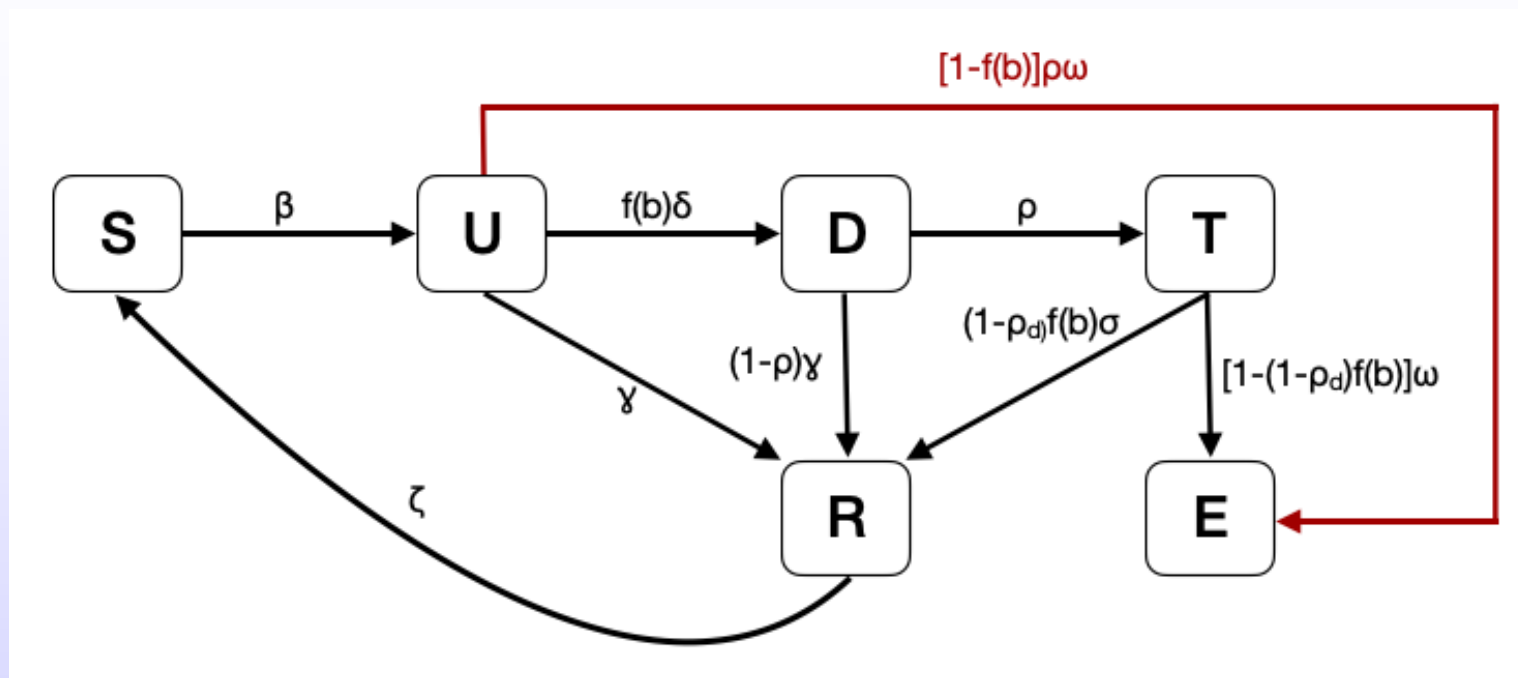 [1-f(b)]ρω
S
β
U
f(b)δ
D
ρ
T
(1-ρd)f(b)σ
(1-ρ)ɣ
[1-(1-ρd)f(b)]ω
ɣ
ζ
R
E